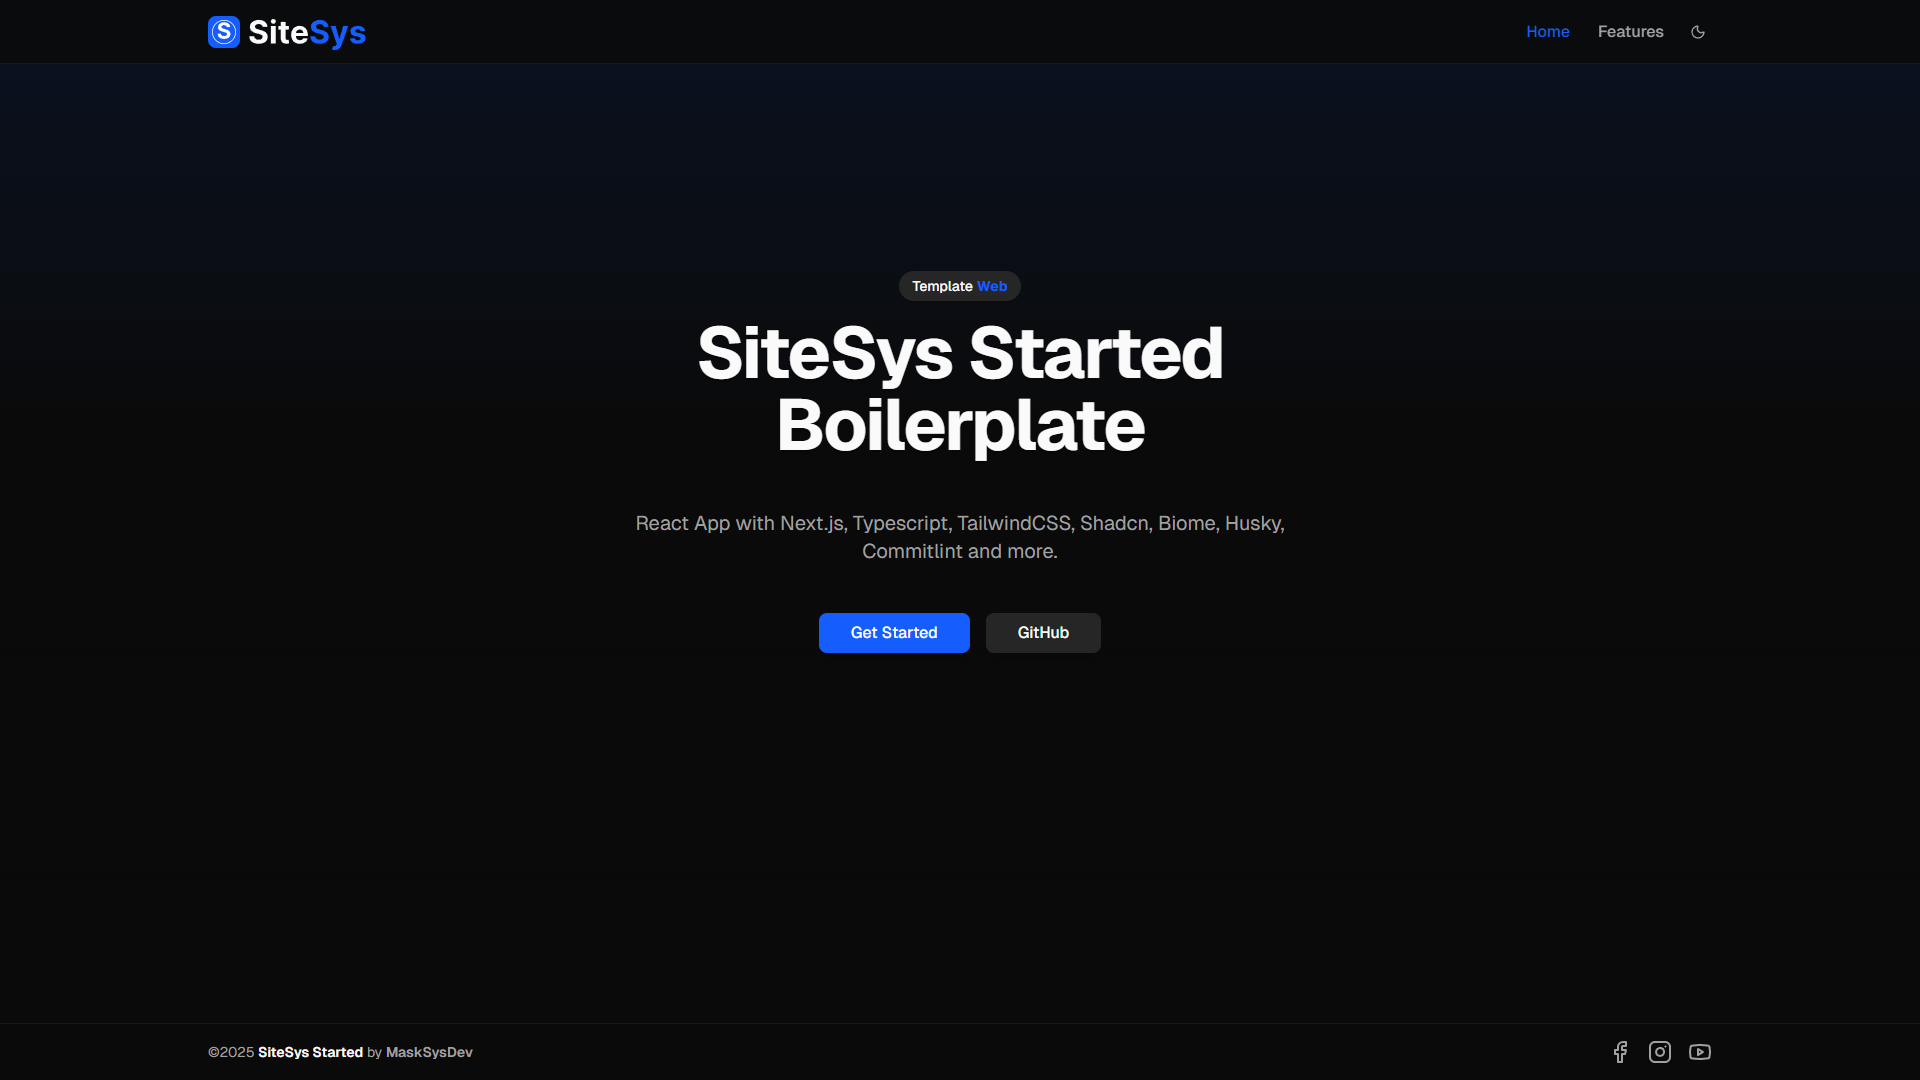 S SiteSys
Home
Features
Template Web
SiteSys Started
Boilerplate
React App with Next.js, Typescript, TailwindCSS, Shadcn, Biome, Husky,
Commitlint and more.
Get Started
GitHub
©2025 SiteSys Started by MaskSysDev